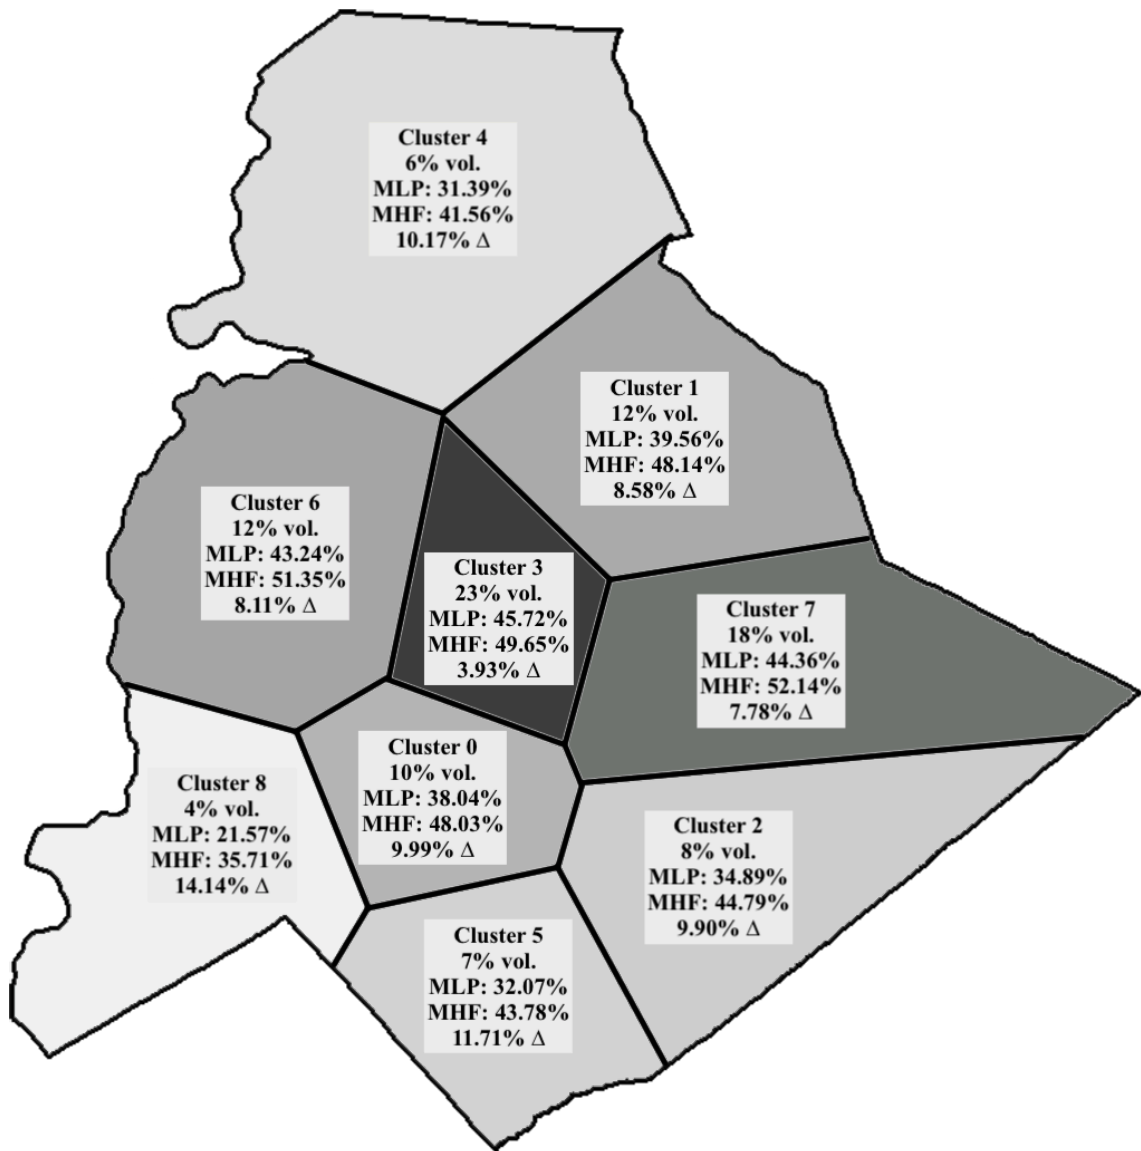 Cluster 4
6% vol.
MLP: 31.39%
MHF: 41.56%
10.17% Δ
Cluster 1
12% vol.
MLP: 39.56%
MHF: 48.14%
8.58% Δ
Cluster 6
12% vol.
MLP: 43.24%
MHF: 51.35%
8.11% Δ
Cluster 3
23% vol.
MLP: 45.72%
MHF: 49.65%
3.93% Δ
Cluster 7
18% vol.
MLP: 44.36%
MHF: 52.14%
7.78% Δ
Cluster 0
10% vol.
MLP: 38.04%
MHF: 48.03%
9.99% Δ
Cluster 8
4% vol.
MLP: 21.57%
MHF: 35.71%
14.14% Δ
Cluster 2
8% vol.
MLP: 34.89%
MHF: 44.79%
9.90% Δ
Cluster 5
7% vol.
MLP: 32.07%
MHF: 43.78%
11.71% Δ